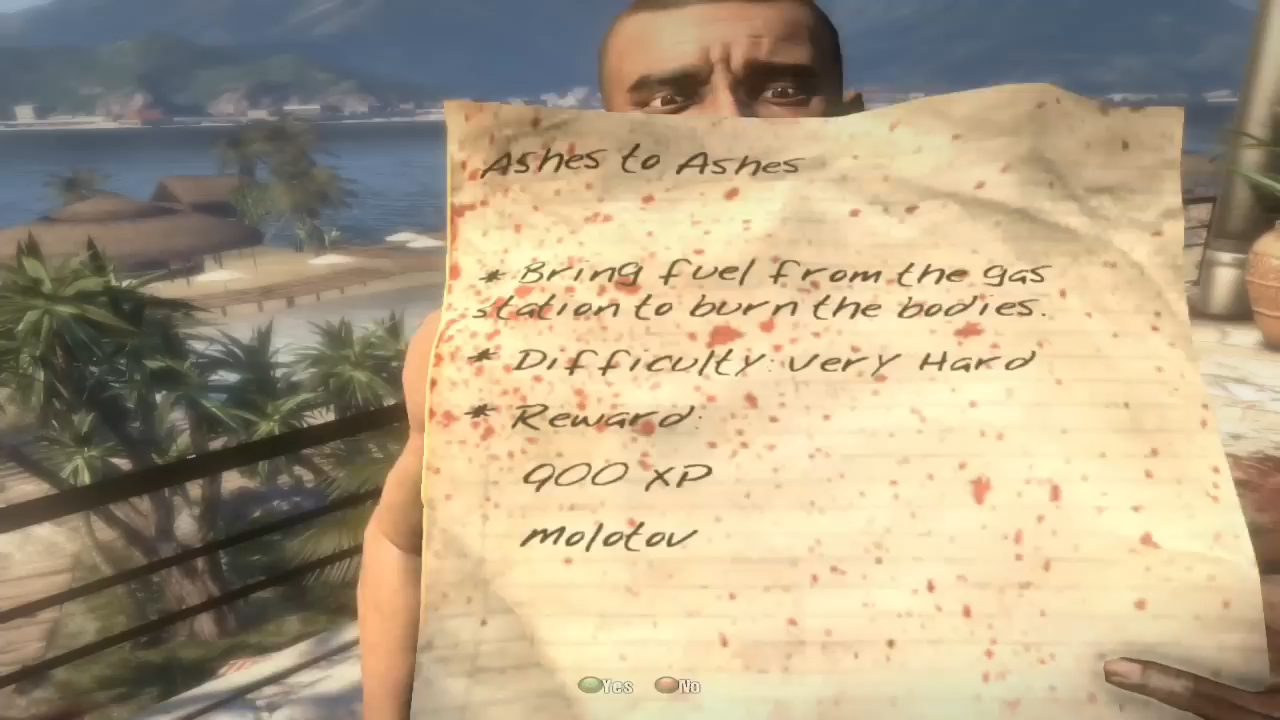 Ashes to Ashes
* Bring fuel from the gas
station to burn the bodies.
* Difficulty: very Hard
* Reward:
900 XP
molotov
Yes No